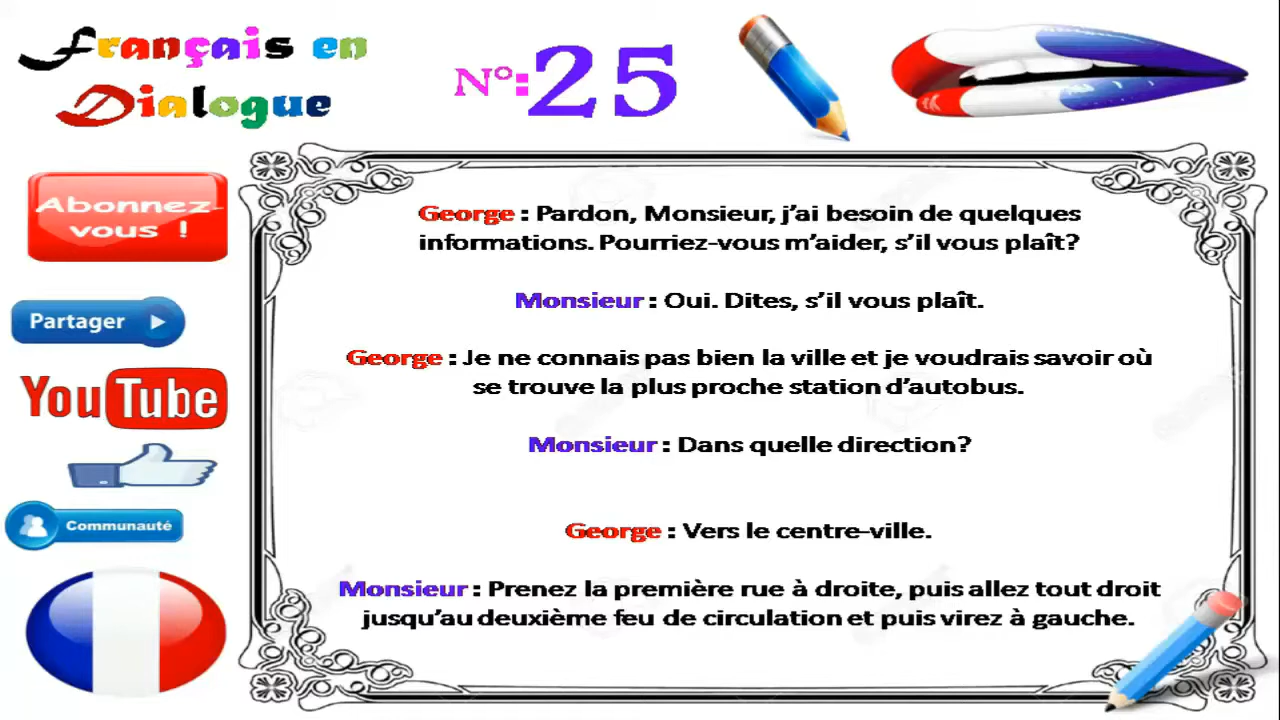 Français en
Dialogue
N°:25
Abonnez-
vous !
Partager
YouTube
Communauté
George : Pardon, Monsieur, j’ai besoin de quelques
informations. Pourriez-vous m’aider, s’il vous plaît?
Monsieur : Oui. Dites, s’il vous plaît.
George : Je ne connais pas bien la ville et je voudrais savoir où
se trouve la plus proche station d’autobus.
Monsieur : Dans quelle direction?
George : Vers le centre-ville.
Monsieur : Prenez la première rue à droite, puis allez tout droit
jusqu’au deuxième feu de circulation et puis virez à gauche.